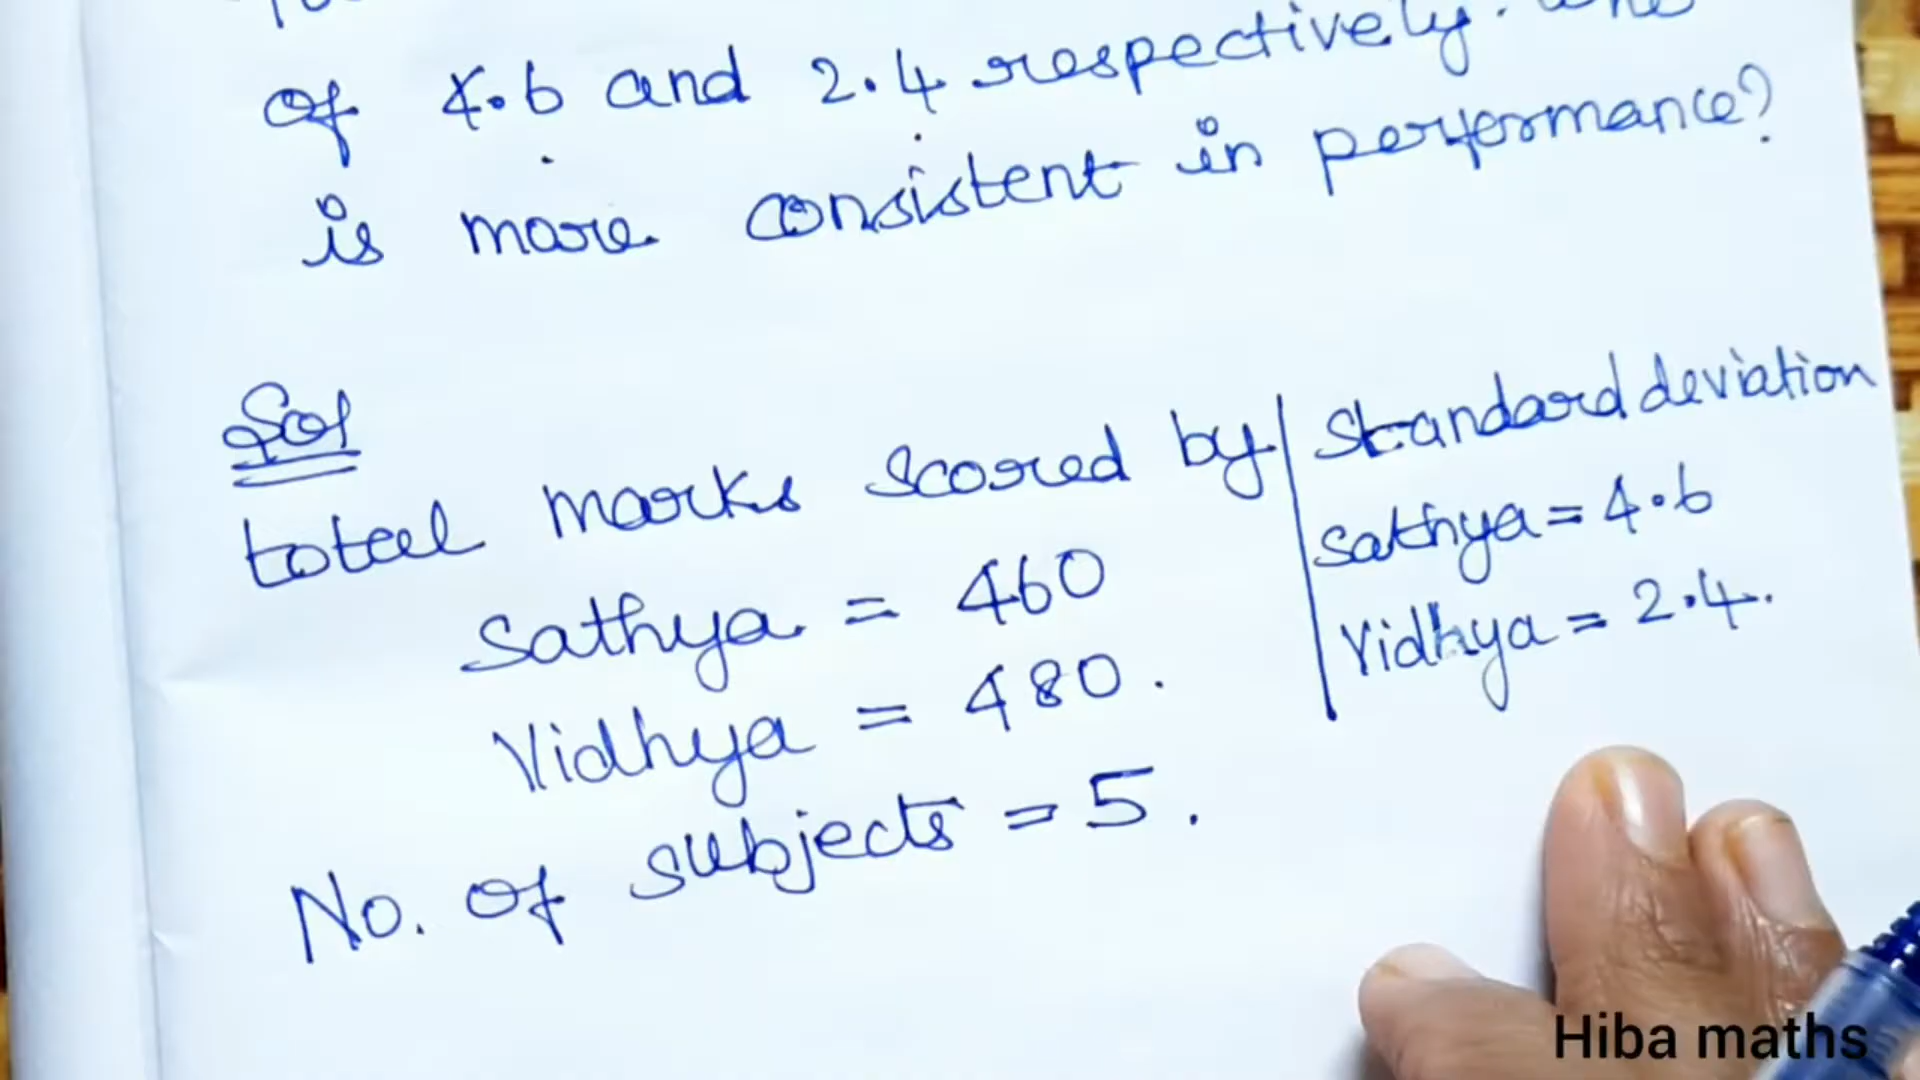 of 4.6 and 2.4 respectively.
is more consistent in performance?
Sol
total marks scored by
Sathya = 460
Vidhya = 480.
No. of subjects = 5.
Standard deviation
Sathya = 4.6
Vidhya = 2.4.
Hiba maths